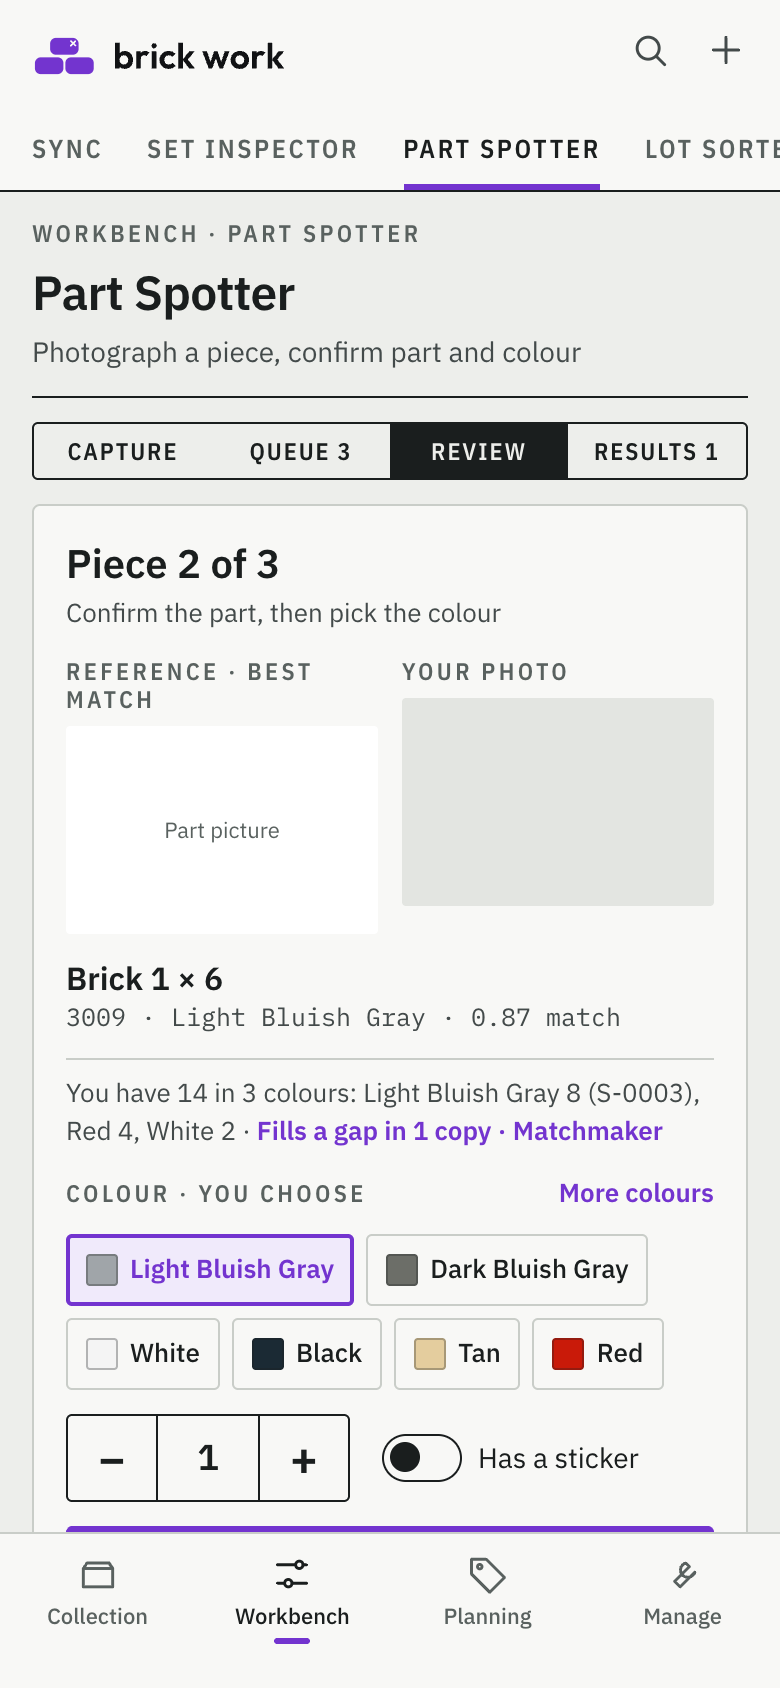 brick work
SYNC SET INSPECTOR PART SPOTTER LOT SORTE
WORKBENCH · PART SPOTTER
Part Spotter
Photograph a piece, confirm part and colour
CAPTURE QUEUE 3 REVIEW RESULTS 1
Piece 2 of 3
Confirm the part, then pick the colour
REFERENCE · BEST
MATCH
YOUR PHOTO
Part picture
Brick 1 × 6
3009 · Light Bluish Gray · 0.87 match
You have 14 in 3 colours: Light Bluish Gray 8 (S-0003),
Red 4, White 2 · Fills a gap in 1 copy · Matchmaker
COLOUR · YOU CHOOSE More colours
Light Bluish Gray Dark Bluish Gray
White Black Tan Red
− 1 + Has a sticker
Collection Workbench Planning Manage